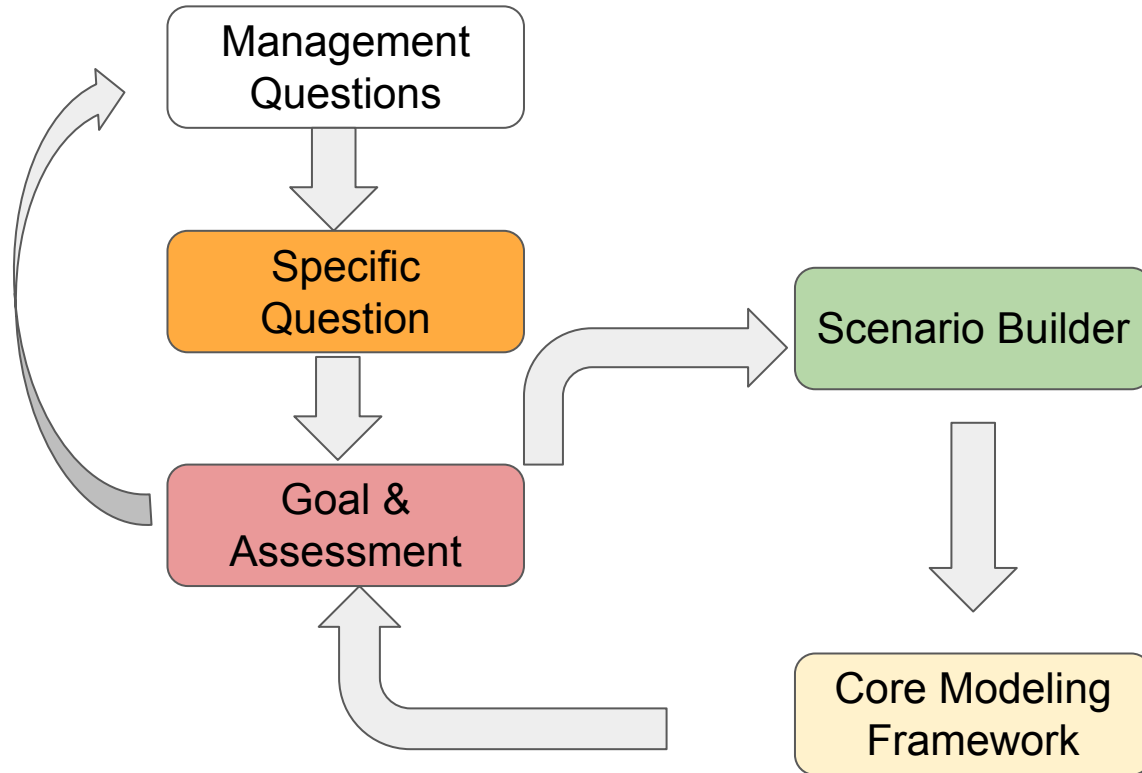 Management
Questions
Specific
Question
Scenario Builder
Goal &
Assessment
Core Modeling
Framework